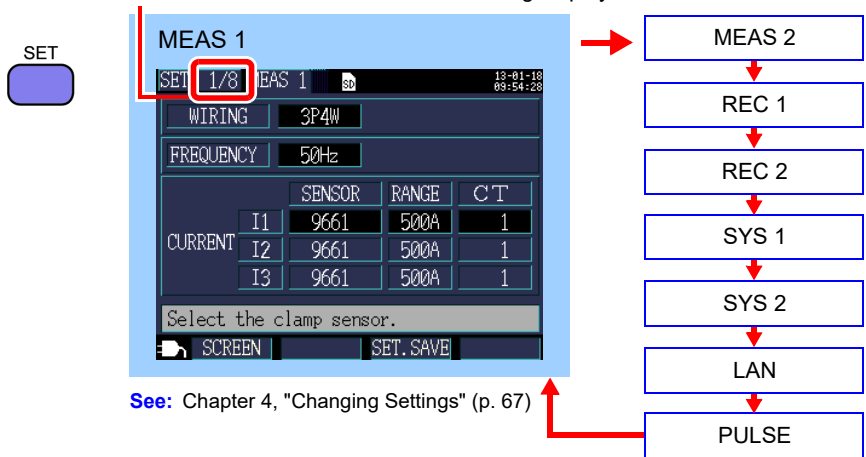 SET
MEAS 1
SET 1/8 MEAS 1 SD 13-01-18
09:54:28
WIRING 3P4W
FREQUENCY 50Hz
SENSOR RANGE CT
CURRENT
I1 9661 500A 1
I2 9661 500A 1
I3 9661 500A 1
Select the clamp sensor.
SCREEN SET.SAVE
See: Chapter 4, "Changing Settings" (p. 67)
MEAS 2
REC 1
REC 2
SYS 1
SYS 2
LAN
PULSE